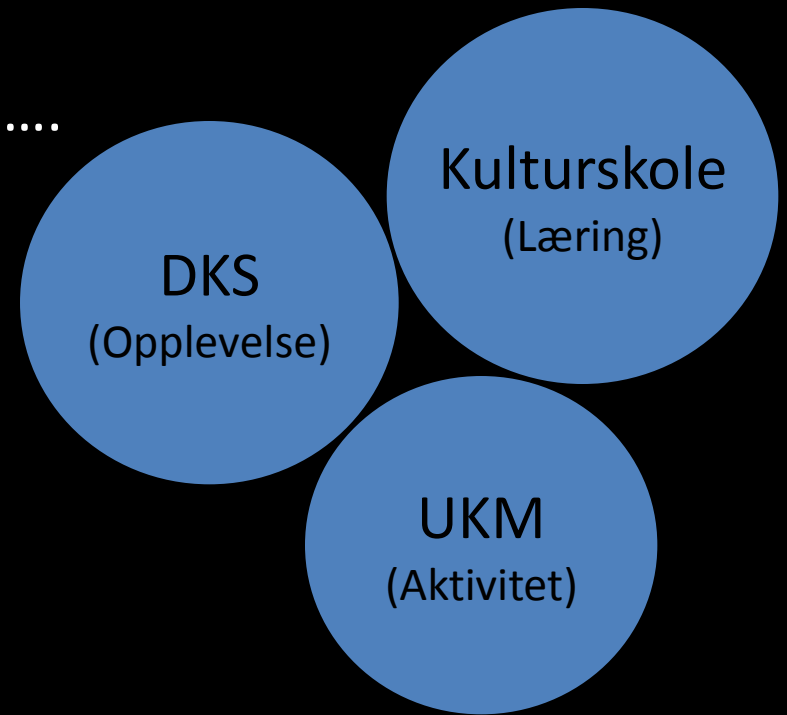 ....
Kulturskole
(Læring)
DKS
(Opplevelse)
UKM
(Aktivitet)